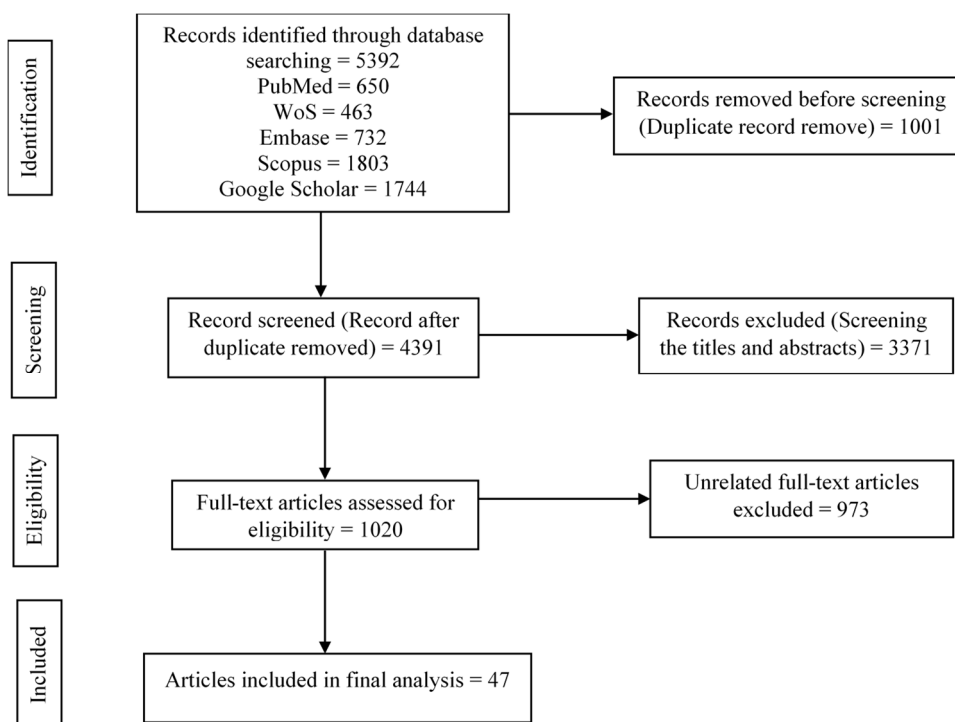 Identification
Records identified through database
searching = 5392
PubMed = 650
WoS = 463
Embase = 732
Scopus = 1803
Google Scholar = 1744
Records removed before screening
(Duplicate record remove) = 1001
Screening
Record screened (Record after
duplicate removed) = 4391
Records excluded (Screening
the titles and abstracts) = 3371
Eligibility
Full-text articles assessed for
eligibility = 1020
Unrelated full-text articles
excluded = 973
Included
Articles included in final analysis = 47